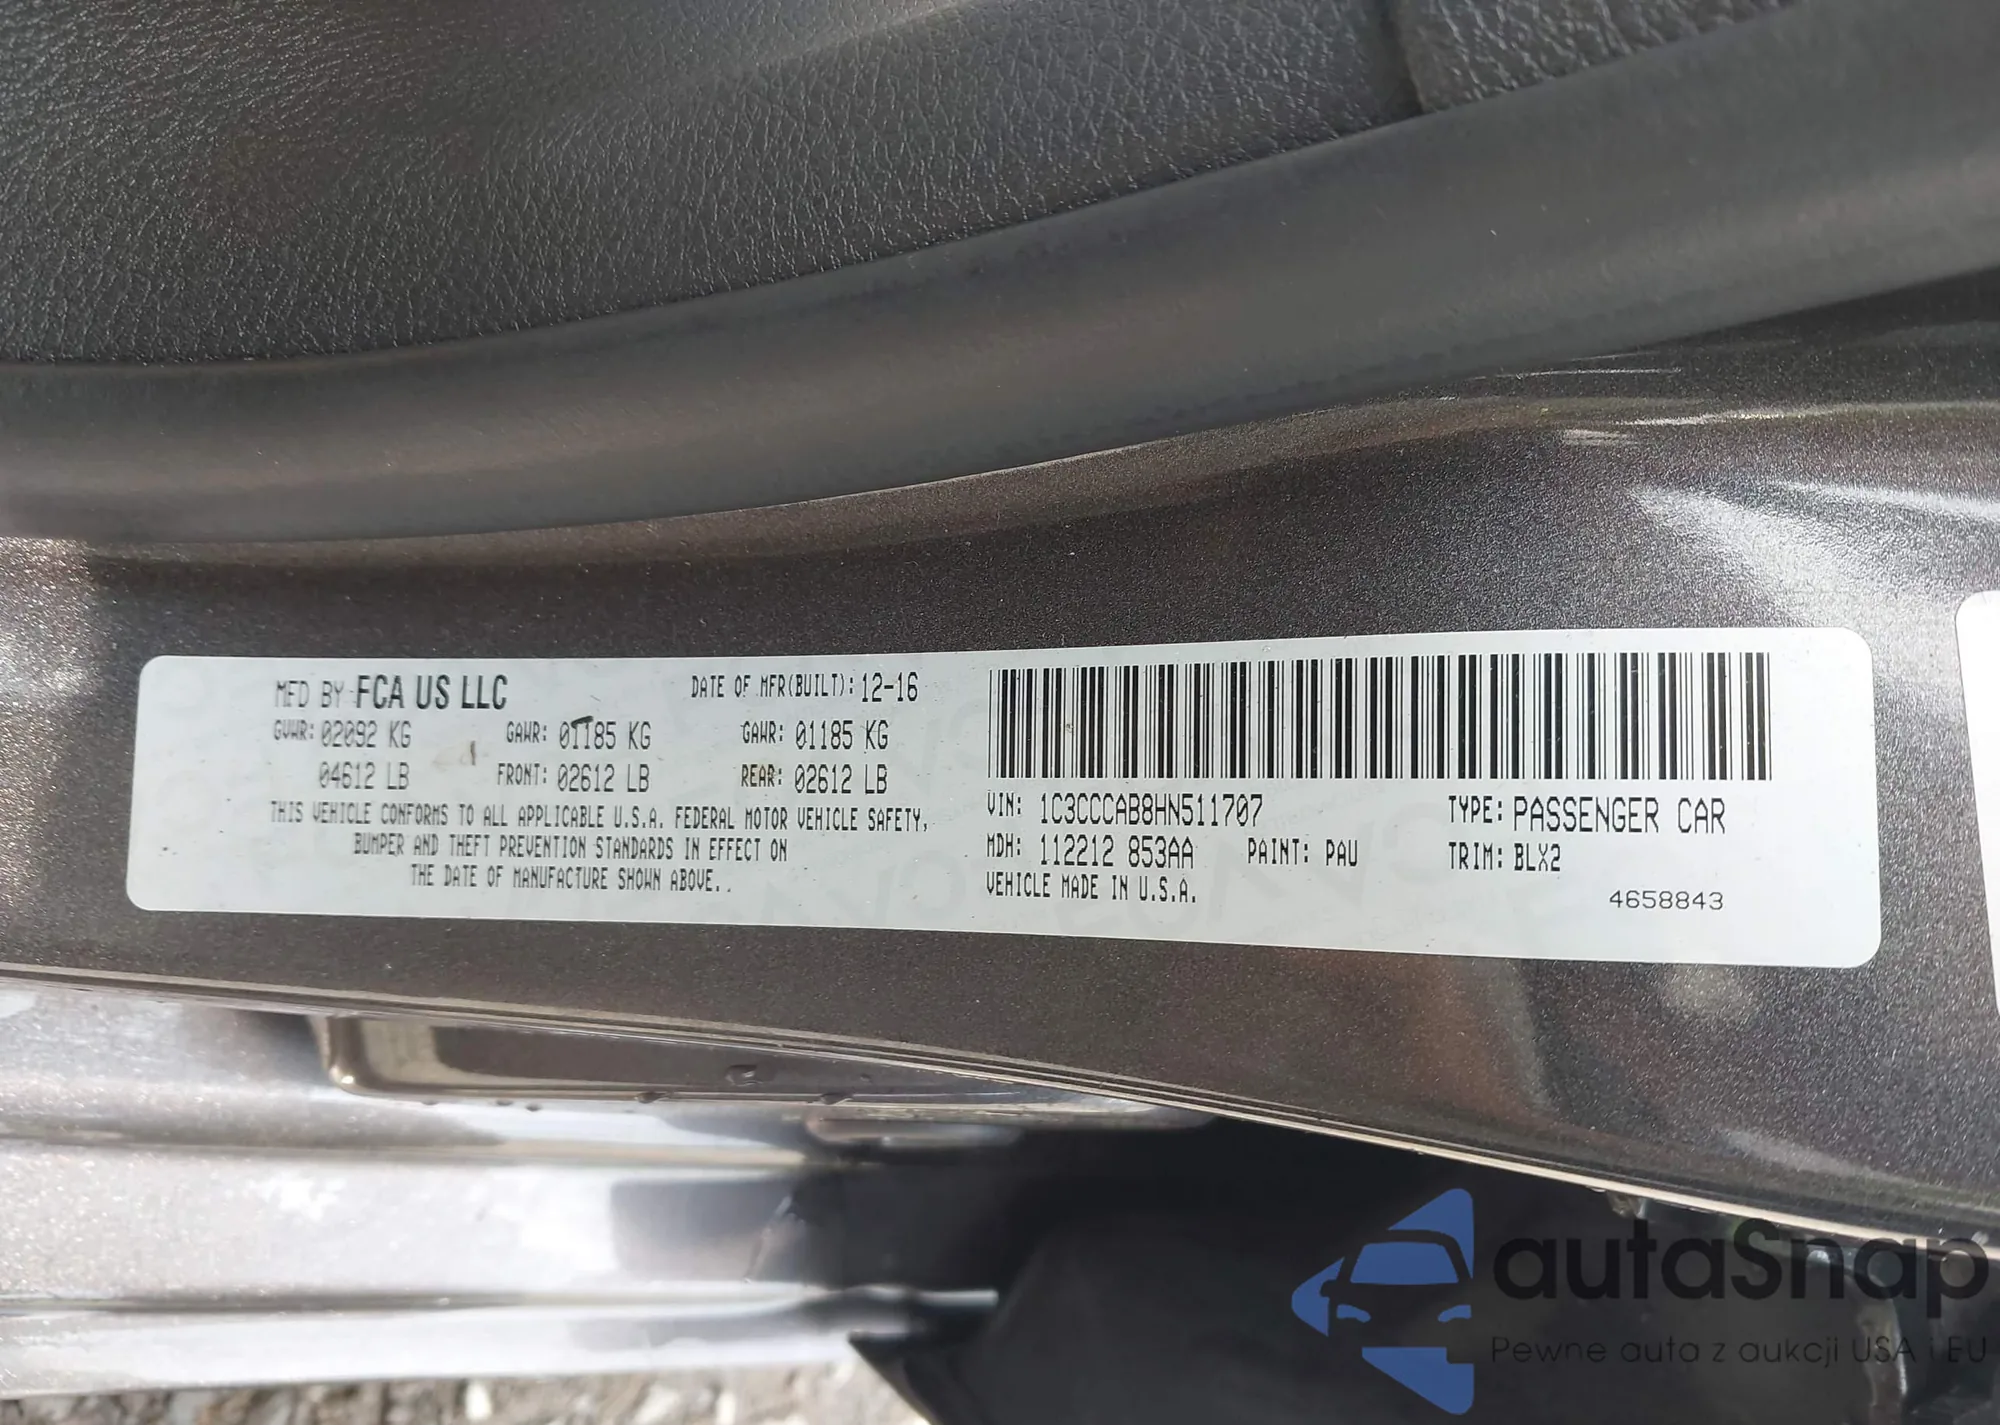 MFD BY FCA US LLC DATE OF MFR(BUILT): 12-16
GVWR: 02092 KG GAWR: 01185 KG GAWR: 01185 KG
04612 LB FRONT: 02612 LB REAR: 02612 LB
THIS VEHICLE CONFORMS TO ALL APPLICABLE U.S.A. FEDERAL MOTOR VEHICLE SAFETY,
BUMPER AND THEFT PREVENTION STANDARDS IN EFFECT ON
THE DATE OF MANUFACTURE SHOWN ABOVE..
VIN: 1C3CCCAB8HN511707 TYPE: PASSENGER CAR
MDH: 112212 853AA PAINT: PAU TRIM: BLX2
VEHICLE MADE IN U.S.A.
4658843
autaSnap
Pewne auta z aukcji USA i EU